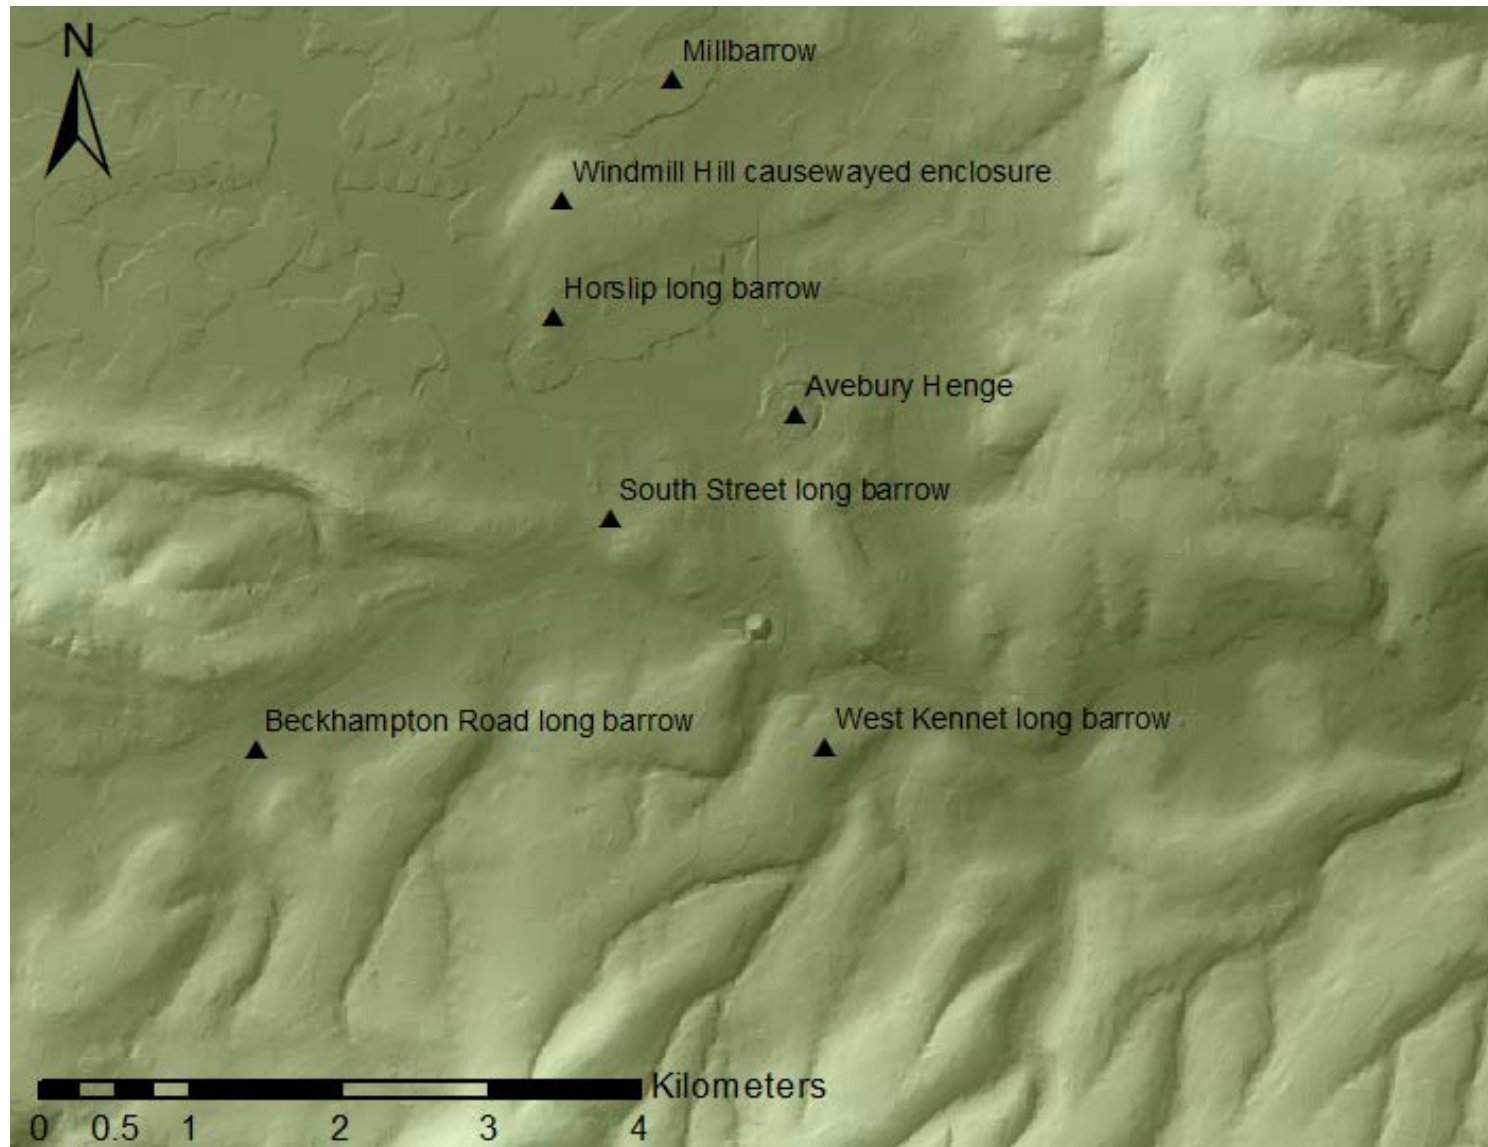 N
Millbarrow
Windmill Hill causewayed enclosure
Horslip long barrow
Avebury Henge
South Street long barrow
Beckhampton Road long barrow
West Kennet long barrow
Kilometers
0 0.5 1 2 3 4